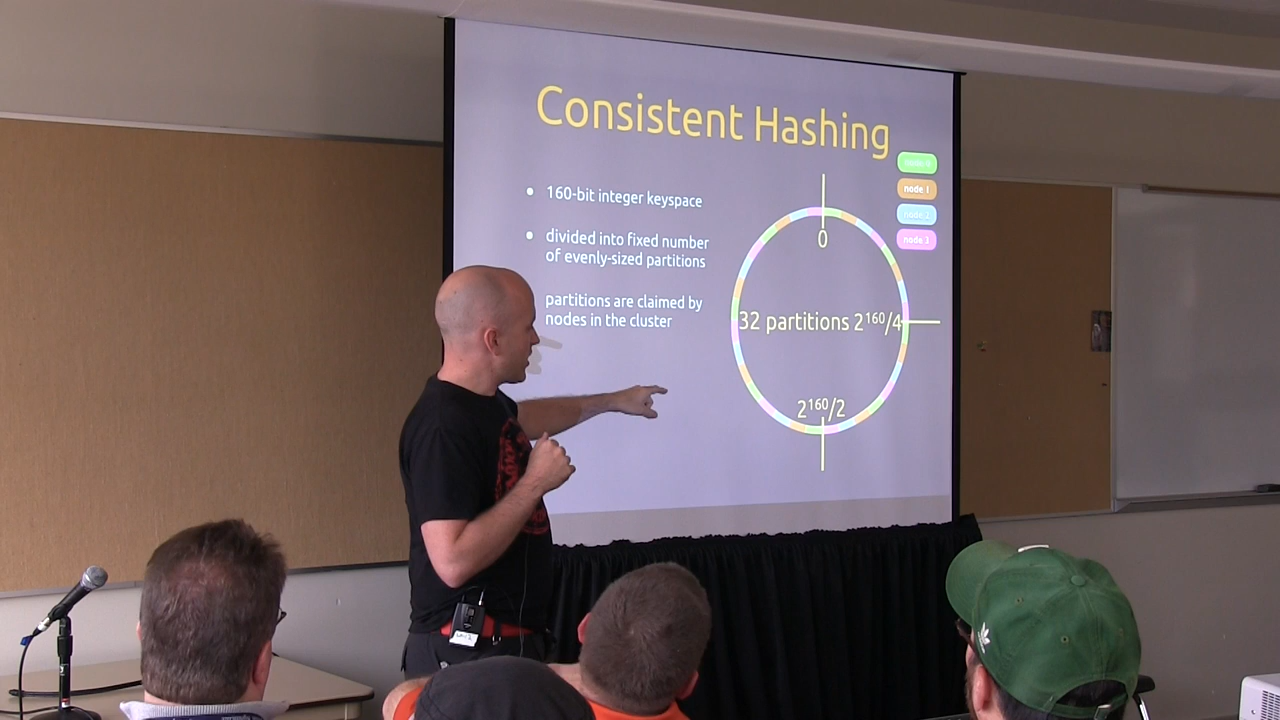 Consistent Hashing
160-bit integer keyspace
divided into fixed number
of evenly-sized partitions
partitions are claimed by
nodes in the cluster
node 1
node 2
node 3
0
32 partitions 2¹⁶⁰/4
2¹⁶⁰/2